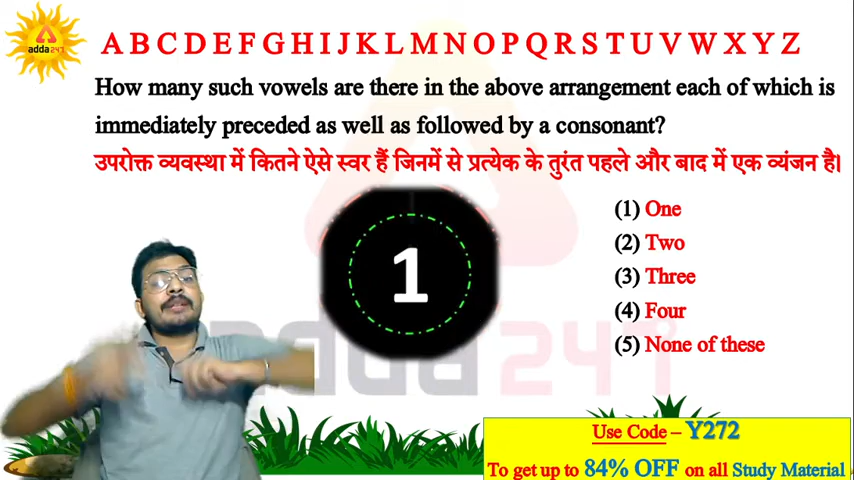 adda247
A B C D E F G H I J K L M N O P Q R S T U V W X Y Z
How many such vowels are there in the above arrangement each of which is
immediately preceded as well as followed by a consonant?
उपरोक्त व्यवस्था में कितने ऐसे स्वर हैं जिनमें से प्रत्येक के तुरंत पहले और बाद में एक व्यंजन है।
(1) One
(2) Two
(3) Three
(4) Four
(5) None of these
1
adda247
Use Code – Y272
To get up to 84% OFF on all Study Material